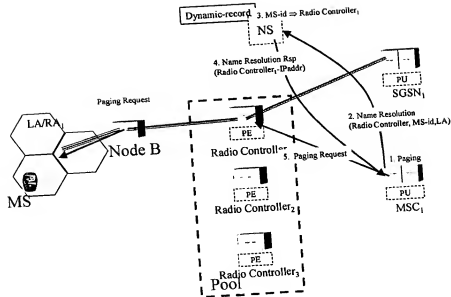 Dynamic-record
3. MS-id ⇒ Radio Controller₁
NS
4. Name Resolution Rsp
(Radio Controller₁-IPaddr)
PU
SGSN₁
Paging Request
LA/RA₁
Node B
PE
Radio Controller
2. Name Resolution
(Radio Controller, MS-id,LA)
5. Paging Request
1. Paging
PU
MSC₁
MS
PE
Radio Controller₂
PE
Radio Controller₃
Pool